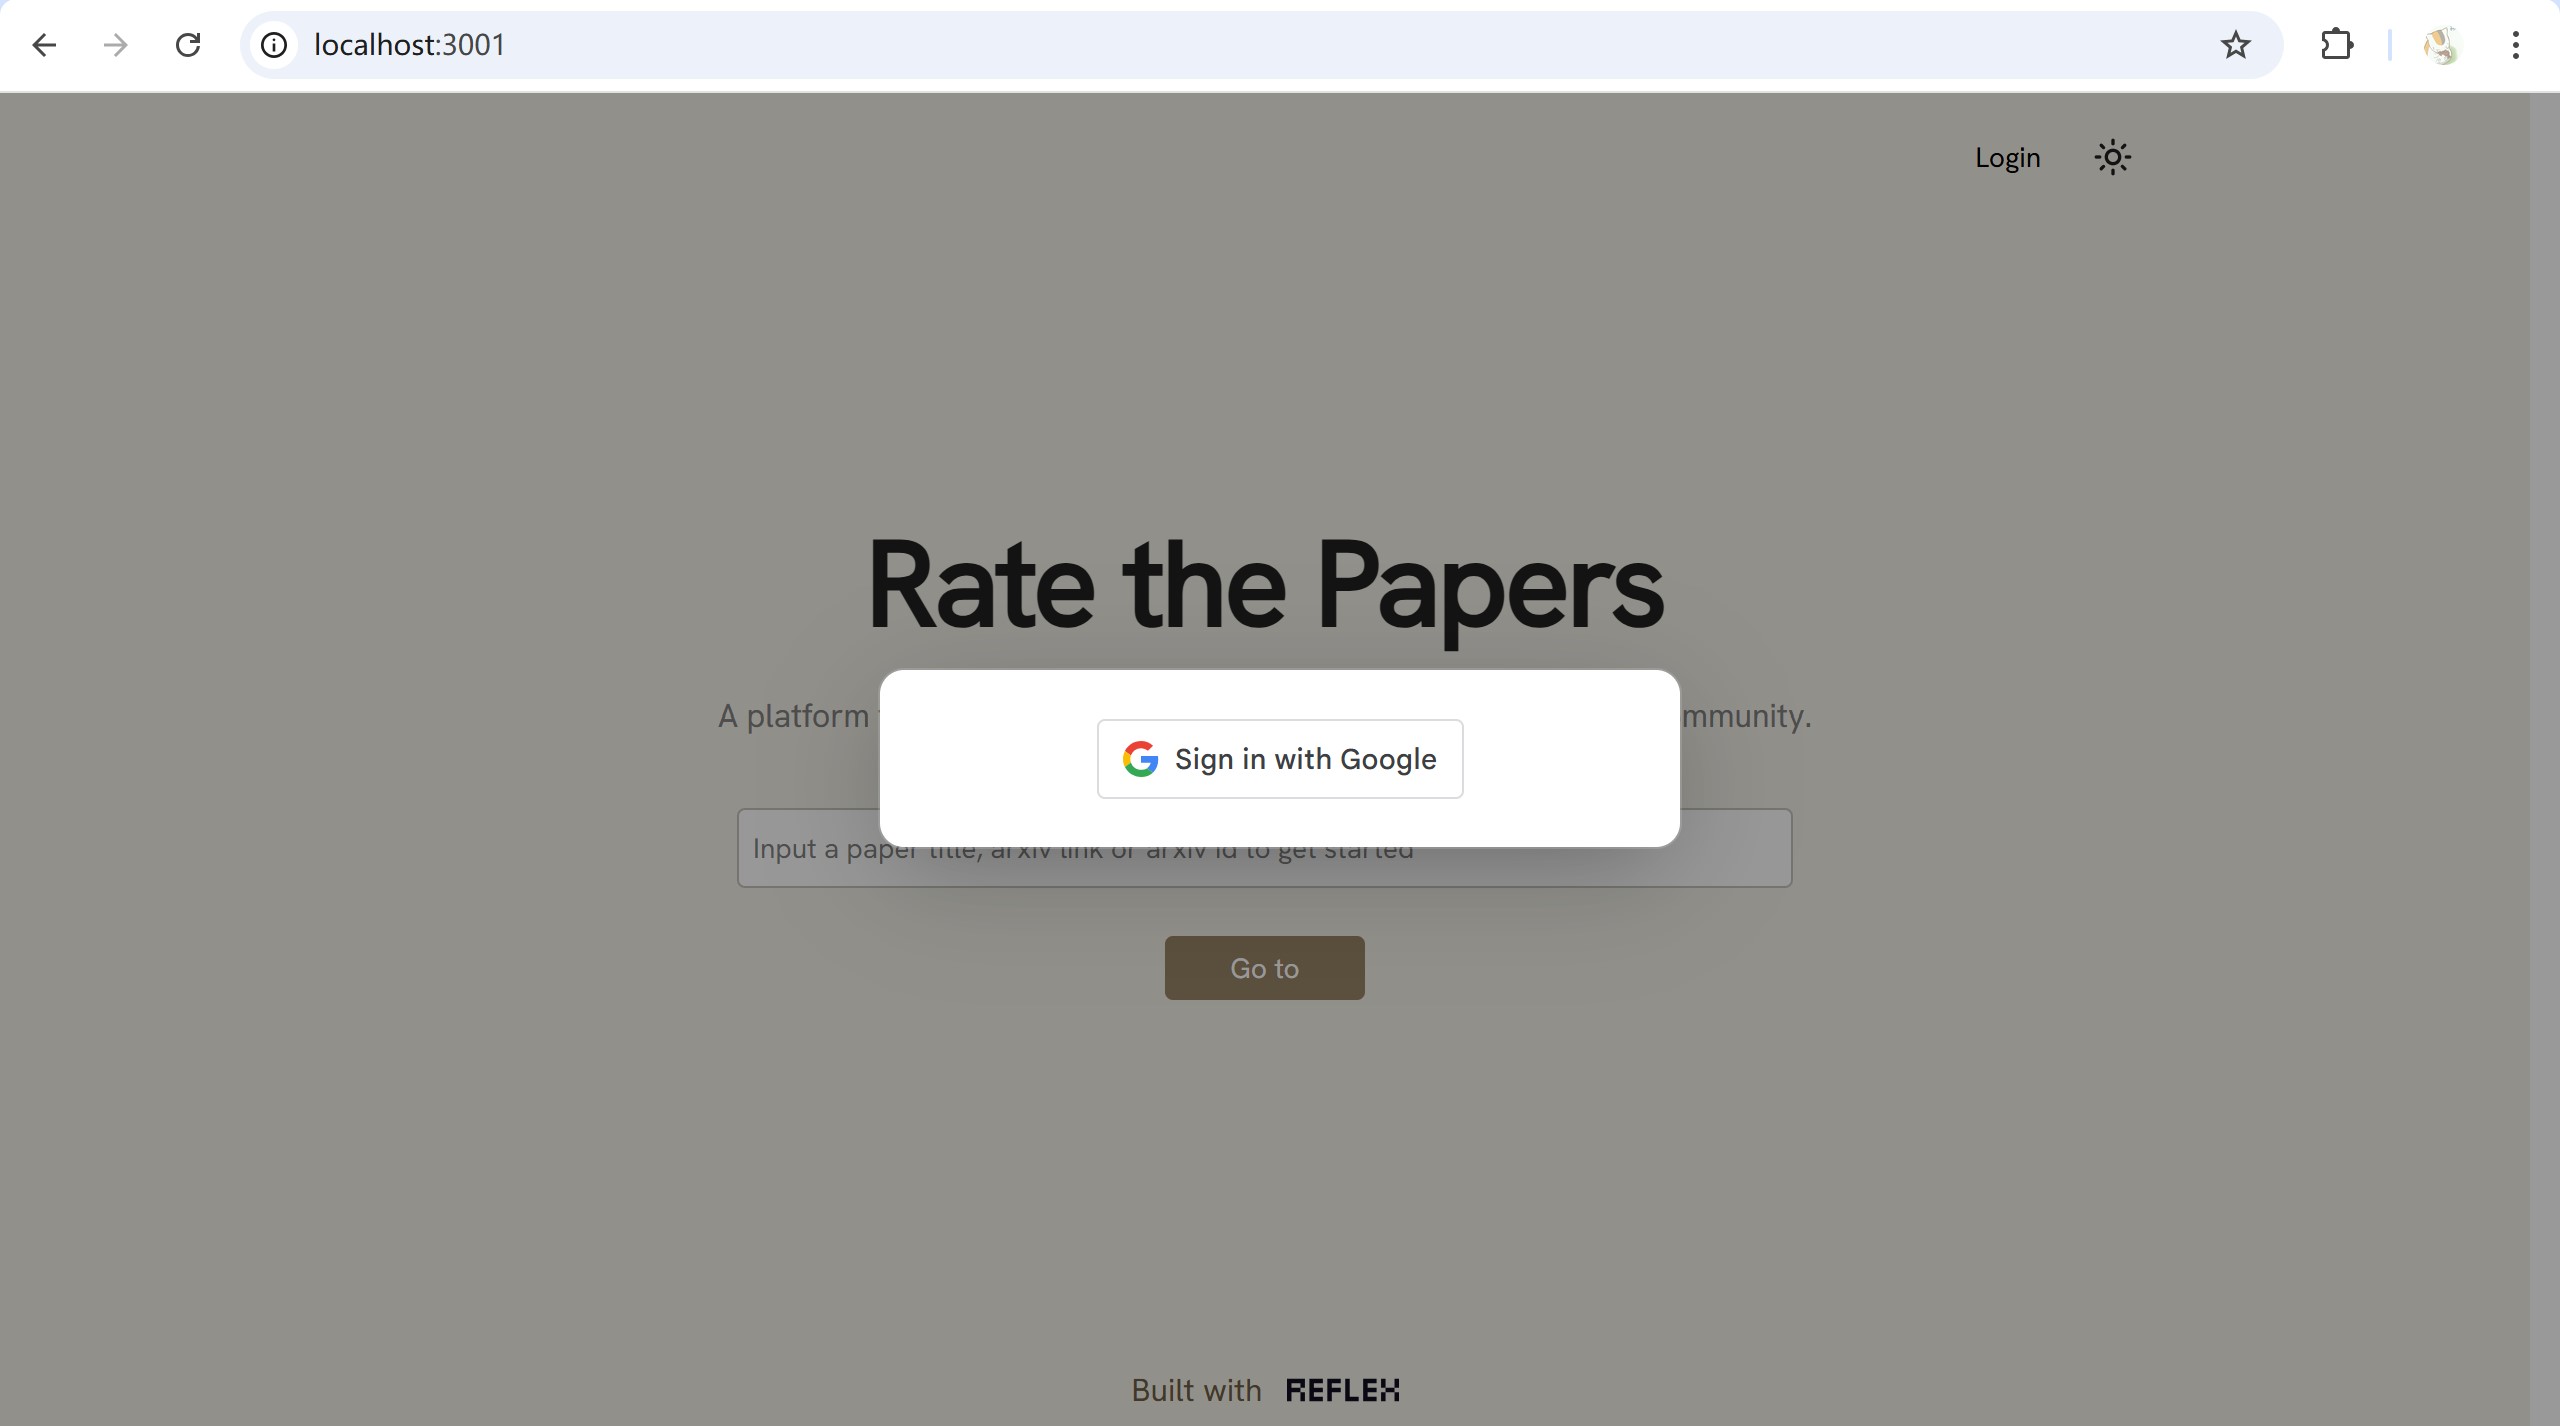 localhost:3001
Login
Rate the Papers
A platform
mmunity.
Sign in with Google
Input a paper title, arxiv link or arxiv id to get started
Go to
Built with REFLEX